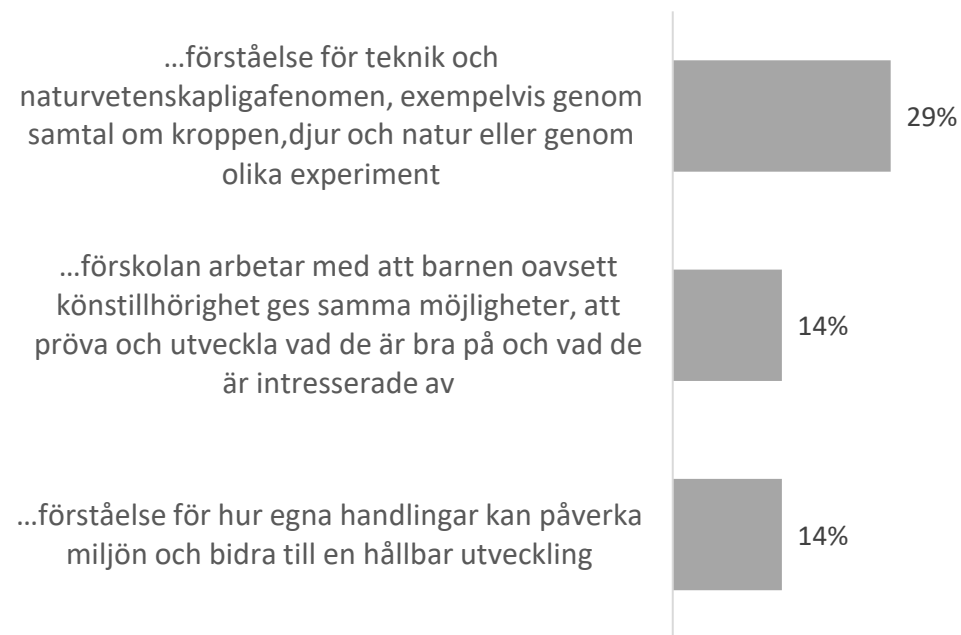 ...förståelse för teknik och
naturvetenskapligafenomen, exempelvis genom
samtal om kroppen,djur och natur eller genom
olika experiment
29%
...förskolan arbetar med att barnen oavsett
könstillhörighet ges samma möjligheter, att
pröva och utveckla vad de är bra på och vad de
är intresserade av
14%
...förståelse för hur egna handlingar kan påverka
miljön och bidra till en hållbar utveckling
14%